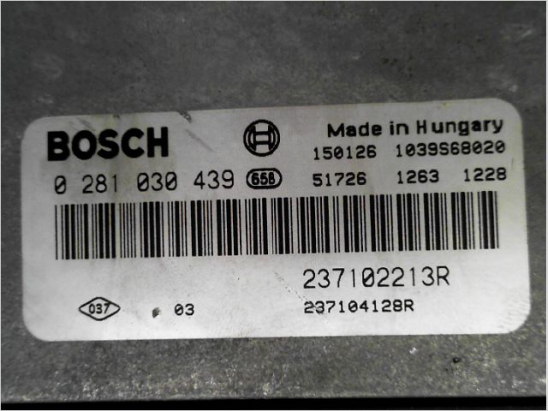 BOSCH
Made in Hungary
150126 1039S68020
0 281 030 439 658
51726 1263 1228
237102213R
037 03 237104128R